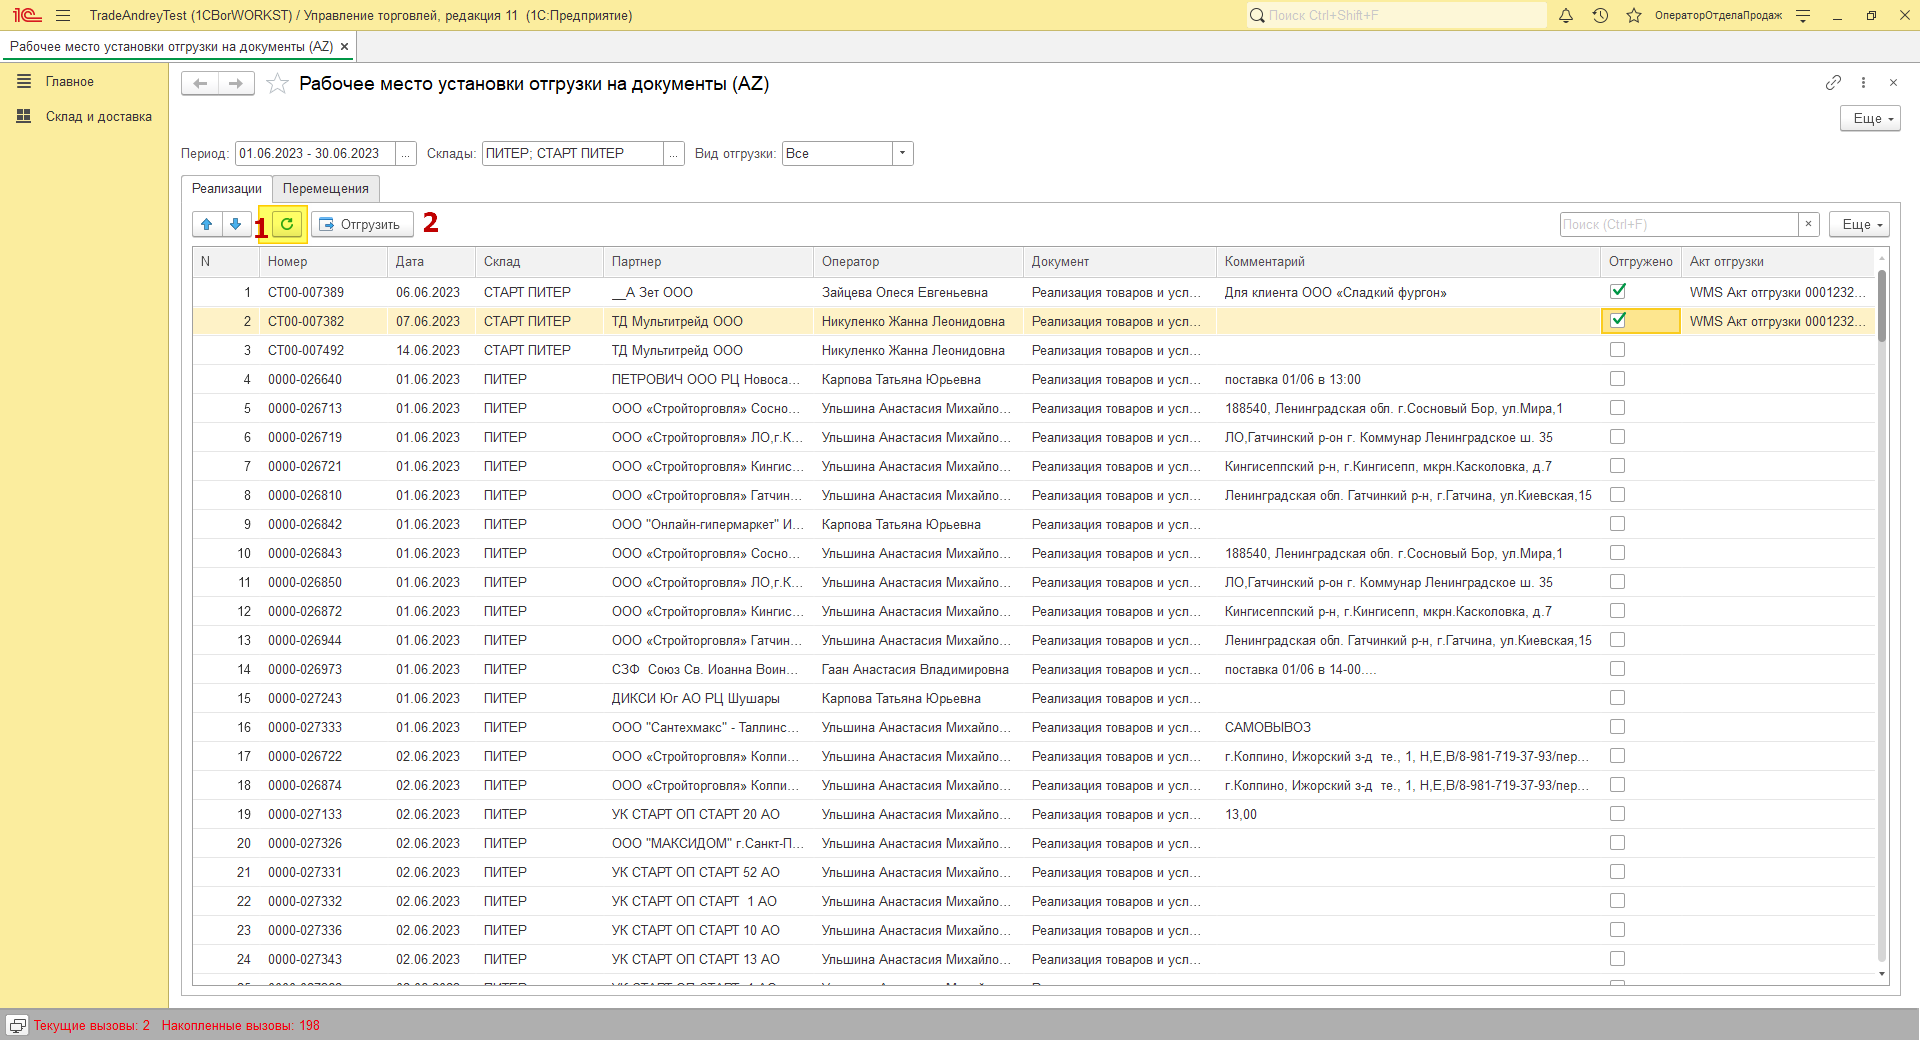 TradeAndreyTest (1CBorWORKST) / Управление торговлей, редакция 11 (1С:Предприятие)
Поиск Ctrl+Shift+F
ОператорОтделаПродаж
Рабочее место установки отгрузки на документы (AZ) ×
Главное
Склад и доставка
Рабочее место установки отгрузки на документы (AZ)
Еще
Период: 01.06.2023 - 30.06.2023 ... Склады: ПИТЕР; СТАРТ ПИТЕР ... Вид отгрузки: Все
Реализации Перемещения
1 Отгрузить 2 Поиск (Ctrl+F) × Еще
N Номер Дата Склад Партнер Оператор Документ Комментарий Отгружено Акт отгрузки
1 СТ00-007389 06.06.2023 СТАРТ ПИТЕР __А Зет ООО Зайцева Олеся Евгеньевна Реализация товаров и усл... Для клиента ООО «Сладкий фургон» WMS Акт отгрузки 0001232...
2 СТ00-007382 07.06.2023 СТАРТ ПИТЕР ТД Мультитрейд ООО Никуленко Жанна Леонидовна Реализация товаров и усл... WMS Акт отгрузки 0001232...
3 СТ00-007492 14.06.2023 СТАРТ ПИТЕР ТД Мультитрейд ООО Никуленко Жанна Леонидовна Реализация товаров и усл...
4 0000-026640 01.06.2023 ПИТЕР ПЕТРОВИЧ ООО РЦ Новоса... Карпова Татьяна Юрьевна Реализация товаров и усл... поставка 01/06 в 13:00
5 0000-026713 01.06.2023 ПИТЕР ООО «Стройторговля» Сосно... Ульшина Анастасия Михайло... Реализация товаров и усл... 188540, Ленинградская обл. г.Сосновый Бор, ул.Мира,1
6 0000-026719 01.06.2023 ПИТЕР ООО «Стройторговля» ЛО,г.К... Ульшина Анастасия Михайло... Реализация товаров и усл... ЛО,Гатчинский р-он г. Коммунар Ленинградское ш. 35
7 0000-026721 01.06.2023 ПИТЕР ООО «Стройторговля» Кингис... Ульшина Анастасия Михайло... Реализация товаров и усл... Кингисеппский р-н, г.Кингисепп, мкрн.Касколовка, д.7
8 0000-026810 01.06.2023 ПИТЕР ООО «Стройторговля» Гатчин... Ульшина Анастасия Михайло... Реализация товаров и усл... Ленинградская обл. Гатчинкий р-н, г.Гатчина, ул.Киевская,15
9 0000-026842 01.06.2023 ПИТЕР ООО "Онлайн-гипермаркет" И... Карпова Татьяна Юрьевна Реализация товаров и усл...
10 0000-026843 01.06.2023 ПИТЕР ООО «Стройторговля» Сосно... Ульшина Анастасия Михайло... Реализация товаров и усл... 188540, Ленинградская обл. г.Сосновый Бор, ул.Мира,1
11 0000-026850 01.06.2023 ПИТЕР ООО «Стройторговля» ЛО,г.К... Ульшина Анастасия Михайло... Реализация товаров и усл... ЛО,Гатчинский р-он г. Коммунар Ленинградское ш. 35
12 0000-026872 01.06.2023 ПИТЕР ООО «Стройторговля» Кингис... Ульшина Анастасия Михайло... Реализация товаров и усл... Кингисеппский р-н, г.Кингисепп, мкрн.Касколовка, д.7
13 0000-026944 01.06.2023 ПИТЕР ООО «Стройторговля» Гатчин... Ульшина Анастасия Михайло... Реализация товаров и усл... Ленинградская обл. Гатчинкий р-н, г.Гатчина, ул.Киевская,15
14 0000-026973 01.06.2023 ПИТЕР СЗФ Союз Св. Иоанна Воин... Гаан Анастасия Владимировна Реализация товаров и усл... поставка 01/06 в 14-00....
15 0000-027243 01.06.2023 ПИТЕР ДИКСИ Юг АО РЦ Шушары Карпова Татьяна Юрьевна Реализация товаров и усл...
16 0000-027333 01.06.2023 ПИТЕР ООО "Сантехмакс" - Таллинс... Ульшина Анастасия Михайло... Реализация товаров и усл... САМОВЫВОЗ
17 0000-026722 02.06.2023 ПИТЕР ООО «Стройторговля» Колпи... Ульшина Анастасия Михайло... Реализация товаров и усл... г.Колпино, Ижорский з-д те., 1, Н,Е,В/8-981-719-37-93/пер...
18 0000-026874 02.06.2023 ПИТЕР ООО «Стройторговля» Колпи... Ульшина Анастасия Михайло... Реализация товаров и усл... г.Колпино, Ижорский з-д те., 1, Н,Е,В/8-981-719-37-93/пер...
19 0000-027133 02.06.2023 ПИТЕР УК СТАРТ ОП СТАРТ 20 АО Ульшина Анастасия Михайло... Реализация товаров и усл... 13,00
20 0000-027326 02.06.2023 ПИТЕР ООО "МАКСИДОМ" г.Санкт-П... Ульшина Анастасия Михайло... Реализация товаров и усл...
21 0000-027331 02.06.2023 ПИТЕР УК СТАРТ ОП СТАРТ 52 АО Ульшина Анастасия Михайло... Реализация товаров и усл...
22 0000-027332 02.06.2023 ПИТЕР УК СТАРТ ОП СТАРТ 1 АО Ульшина Анастасия Михайло... Реализация товаров и усл...
23 0000-027336 02.06.2023 ПИТЕР УК СТАРТ ОП СТАРТ 10 АО Ульшина Анастасия Михайло... Реализация товаров и усл...
24 0000-027343 02.06.2023 ПИТЕР УК СТАРТ ОП СТАРТ 13 АО Ульшина Анастасия Михайло... Реализация товаров и усл...
Текущие вызовы: 2 Накопленные вызовы: 198